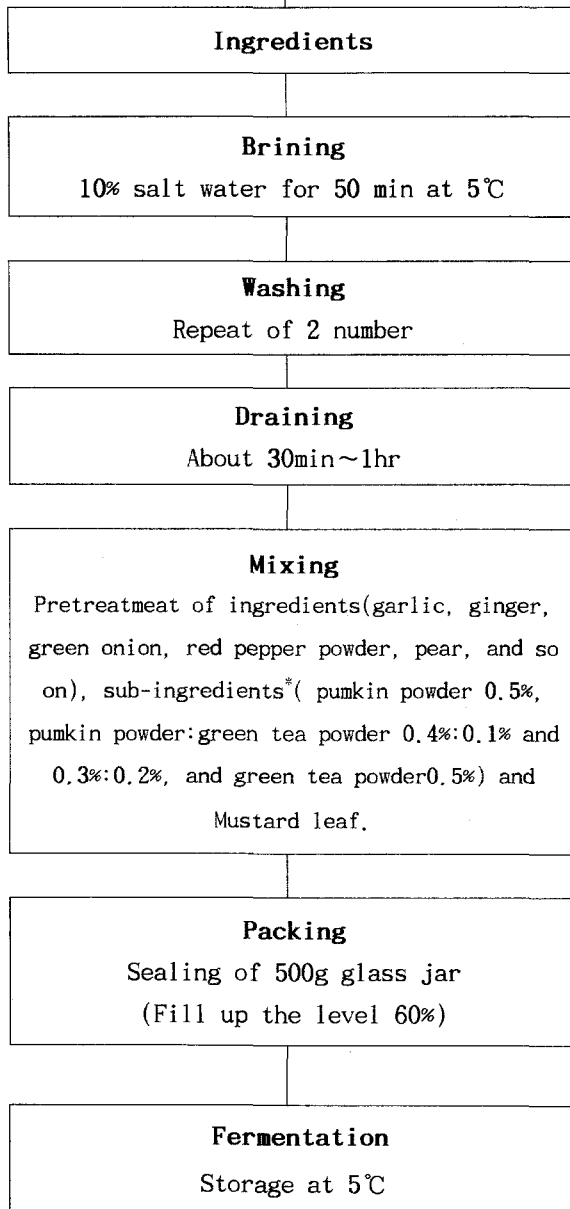 Ingredients
Brining
10% salt water for 50 min at 5℃
Washing
Repeat of 2 number
Draining
About 30min~1hr
Mixing
Pretreatmeat of ingredients(garlic, ginger,
green onion, red pepper powder, pear, and so
on), sub-ingredients*( pumkin powder 0.5%,
pumkin powder:green tea powder 0.4%:0.1% and
0.3%:0.2%, and green tea powder0.5%) and
Mustard leaf.
Packing
Sealing of 500g glass jar
(Fill up the level 60%)
Fermentation
Storage at 5℃